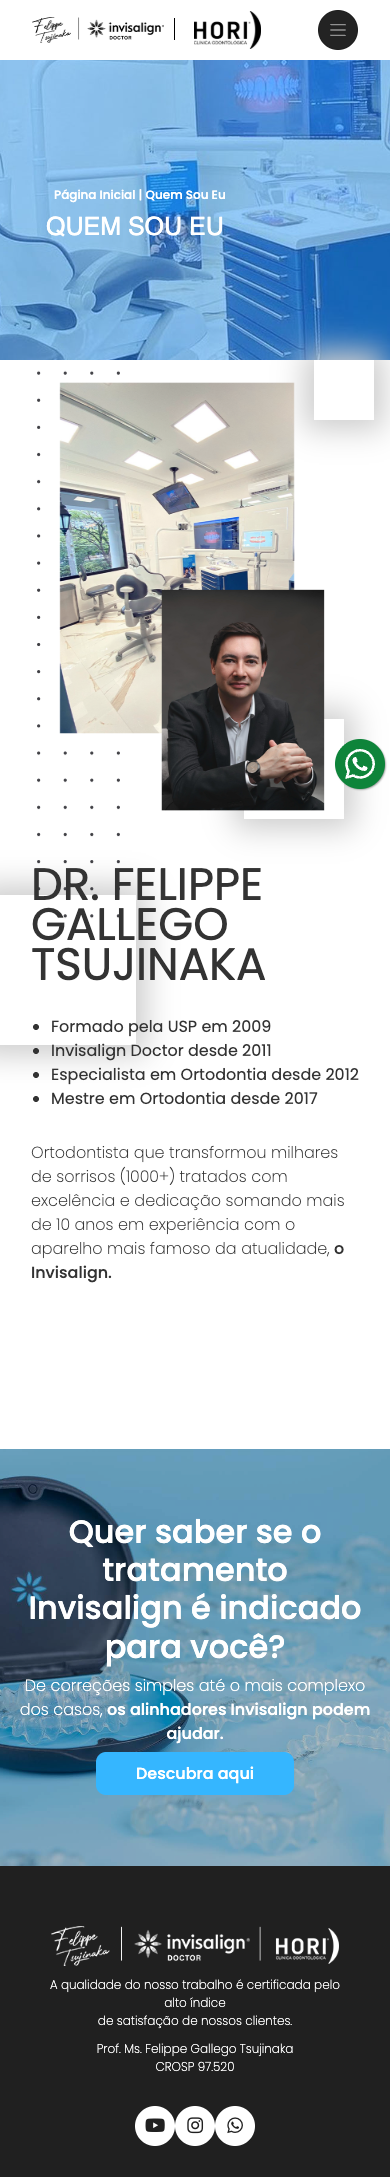 Felippe Tsujinaka
invisalign
DOCTOR
HORI
CLÍNICA ODONTOLÓGICA
Página Inicial | Quem Sou Eu
QUEM SOU EU
DR. FELIPPE
GALLEGO
TSUJINAKA
Formado pela USP em 2009
Invisalign Doctor desde 2011
Especialista em Ortodontia desde 2012
Mestre em Ortodontia desde 2017
Ortodontista que transformou milhares
de sorrisos (1000+) tratados com
excelência e dedicação somando mais
de 10 anos em experiência com o
aparelho mais famoso da atualidade, o
Invisalign.
Quer saber se o
tratamento
Invisalign é indicado
para você?
De correções simples até o mais complexo
dos casos, os alinhadores Invisalign podem
ajudar.
Descubra aqui
Felippe Tsujinaka
invisalign
DOCTOR
HORI
CLÍNICA ODONTOLÓGICA
A qualidade do nosso trabalho é certificada pelo
alto índice
de satisfação de nossos clientes.
Prof. Ms. Felippe Gallego Tsujinaka
CROSP 97.520